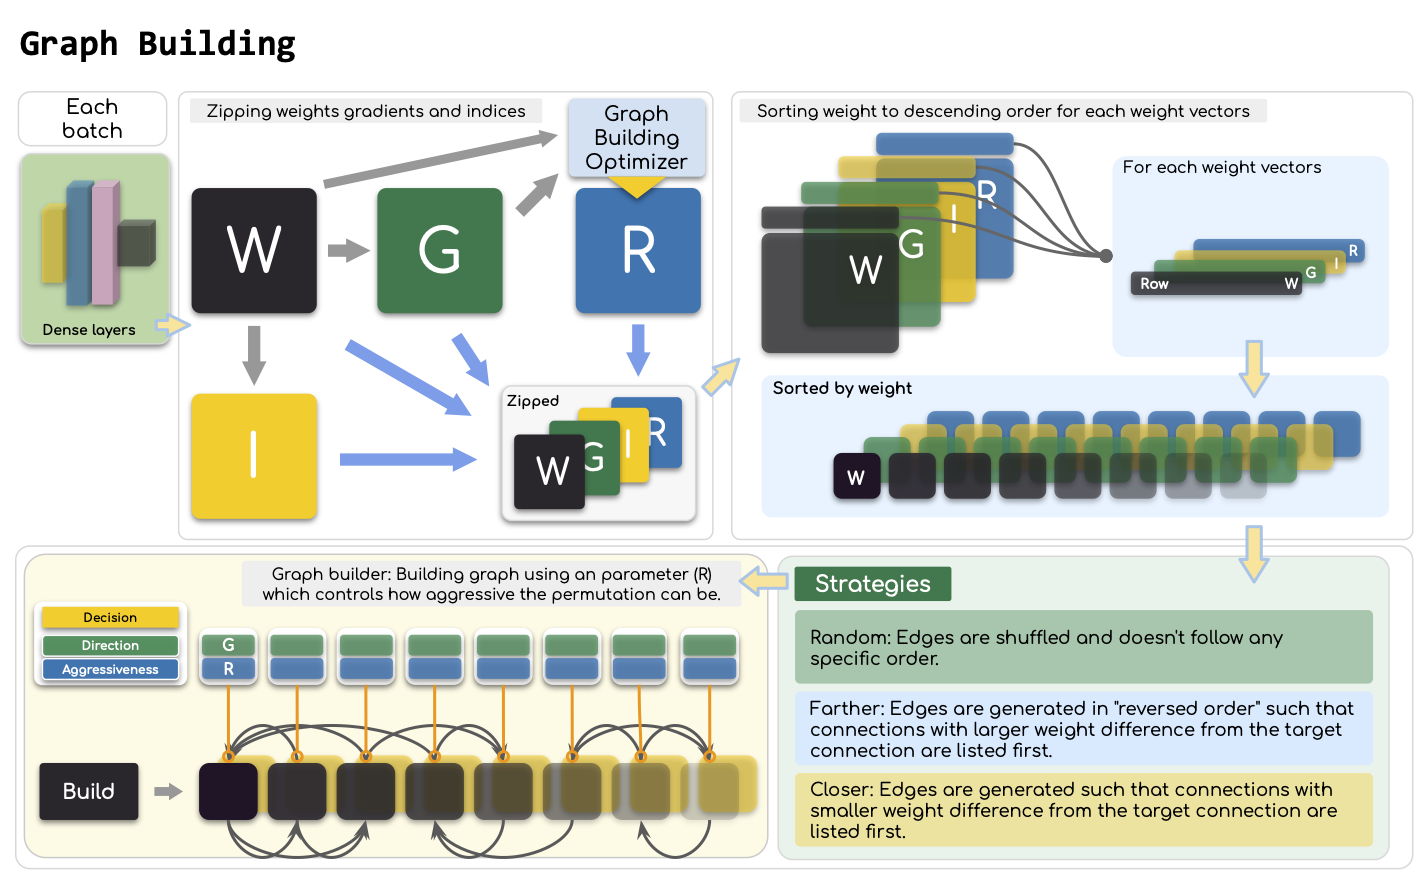 Graph Building
Each
batch
Dense layers
Zipping weights gradients and indices
Graph
Building
Optimizer
W
G
R
I
Zipped
W
G
I
R
Sorting weight to descending order for each weight vectors
W
G
I
R
For each weight vectors
R
I
G
Row
W
Sorted by weight
W
Graph builder: Building graph using an parameter (R)
which controls how aggressive the permutation can be.
Decision
Direction
Aggressiveness
G
R
Build
Strategies
Random: Edges are shuffled and doesn't follow any
specific order.
Farther: Edges are generated in "reversed order" such that
connections with larger weight difference from the target
connection are listed first.
Closer: Edges are generated such that connections with
smaller weight difference from the target connection are
listed first.